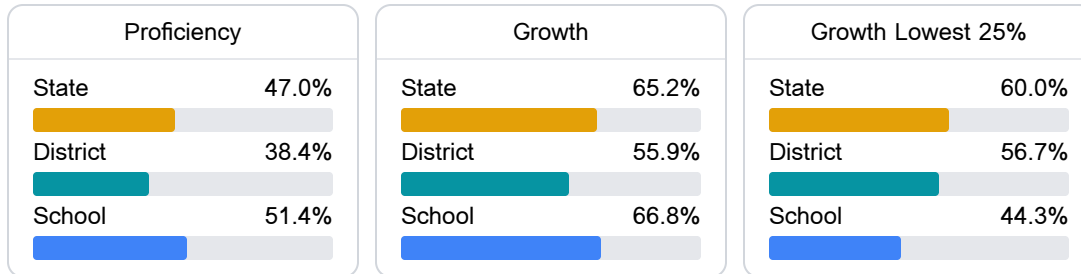 Proficiency
State 47.0%
District 38.4%
School 51.4%
Growth
State 65.2%
District 55.9%
School 66.8%
Growth Lowest 25%
State 60.0%
District 56.7%
School 44.3%